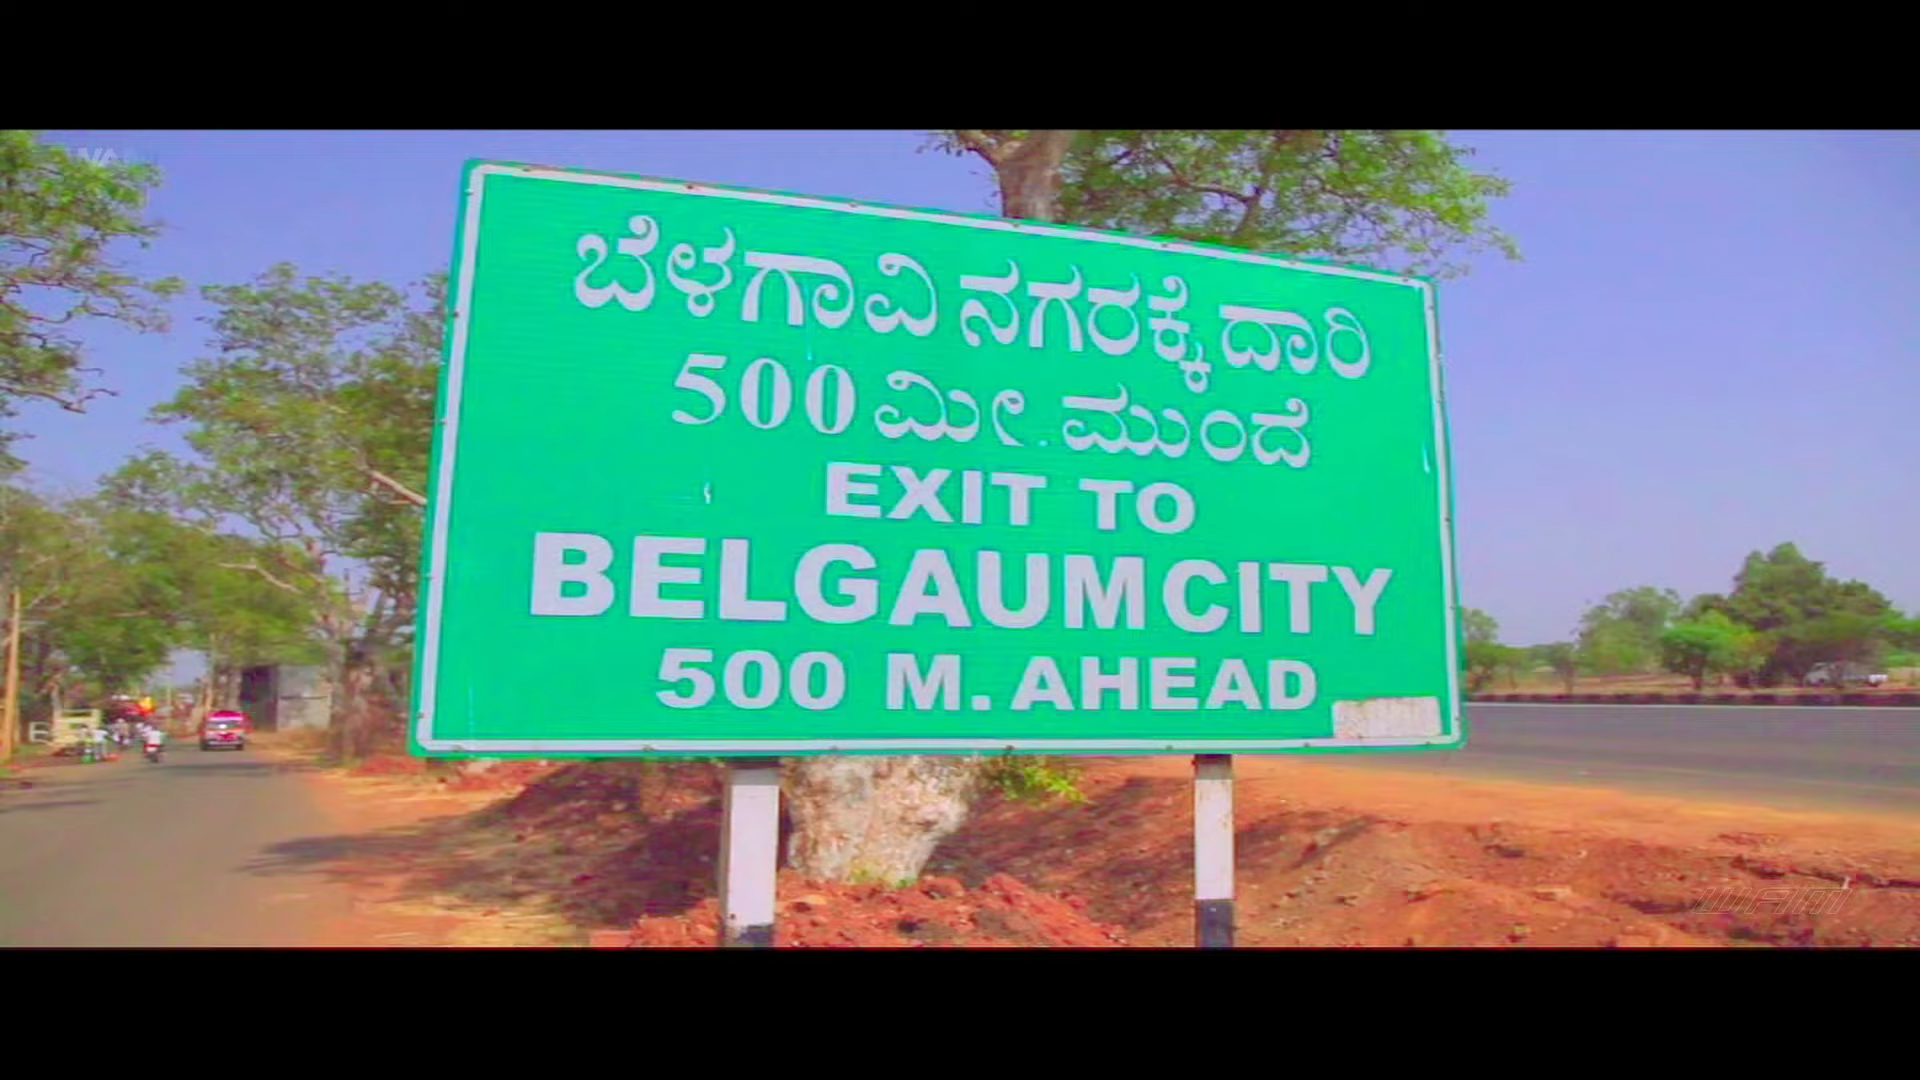 ಬೆಳಗಾವಿ ನಗರಕ್ಕೆ ದಾರಿ
500 ಮೀ. ಮುಂದೆ
EXIT TO
BELGAUM CITY
500 M. AHEAD